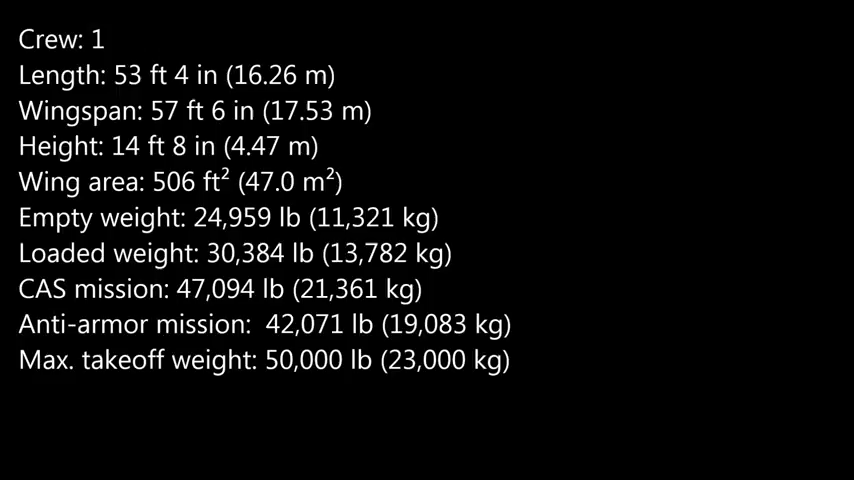 Crew: 1
Length: 53 ft 4 in (16.26 m)
Wingspan: 57 ft 6 in (17.53 m)
Height: 14 ft 8 in (4.47 m)
Wing area: 506 ft² (47.0 m²)
Empty weight: 24,959 lb (11,321 kg)
Loaded weight: 30,384 lb (13,782 kg)
CAS mission: 47,094 lb (21,361 kg)
Anti-armor mission:  42,071 lb (19,083 kg)
Max. takeoff weight: 50,000 lb (23,000 kg)